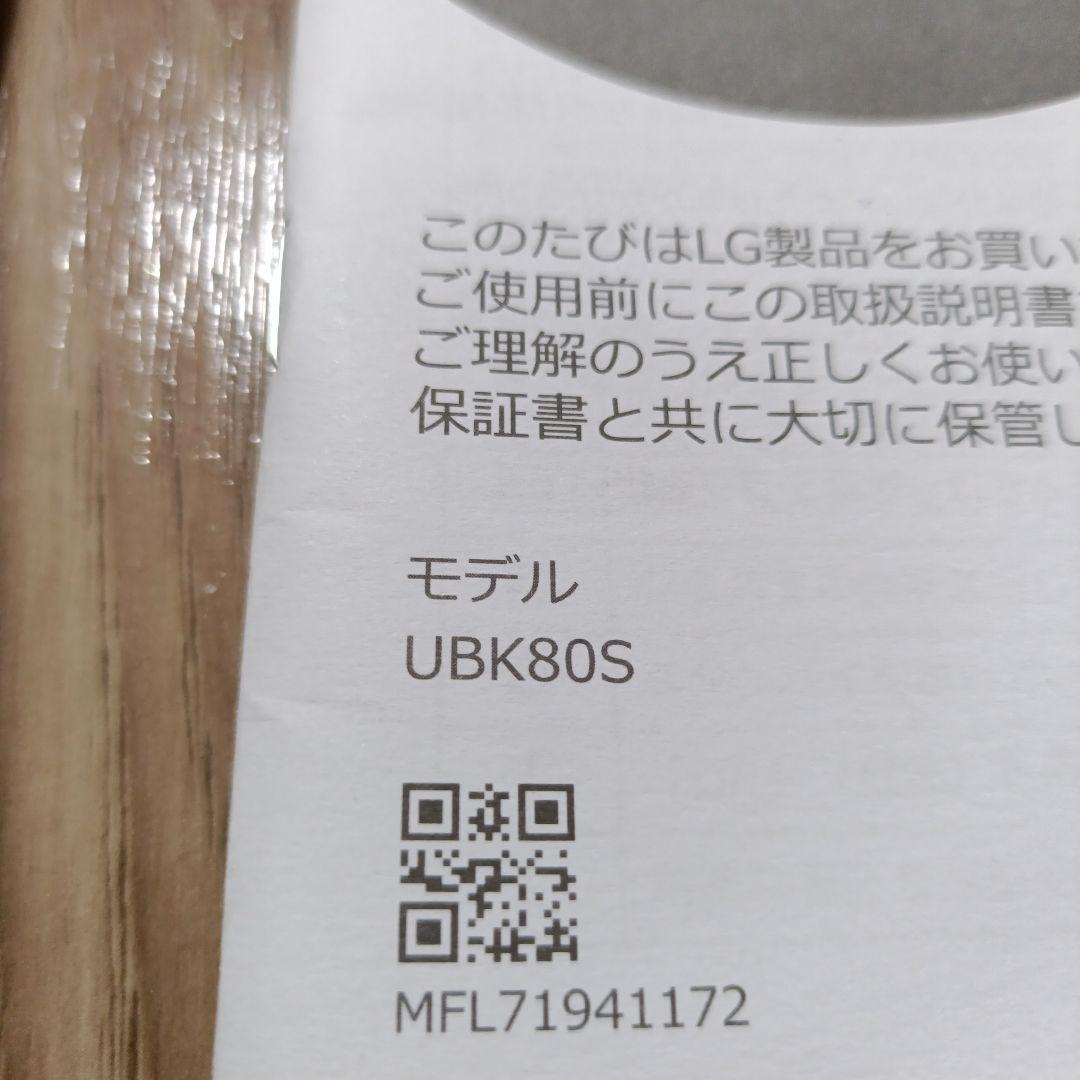 このたびはLG製品をお買い
ご使用前にこの取扱説明書
ご理解のうえ正しくお使い
保証書と共に大切に保管し
モデル
UBK80S
MFL71941172